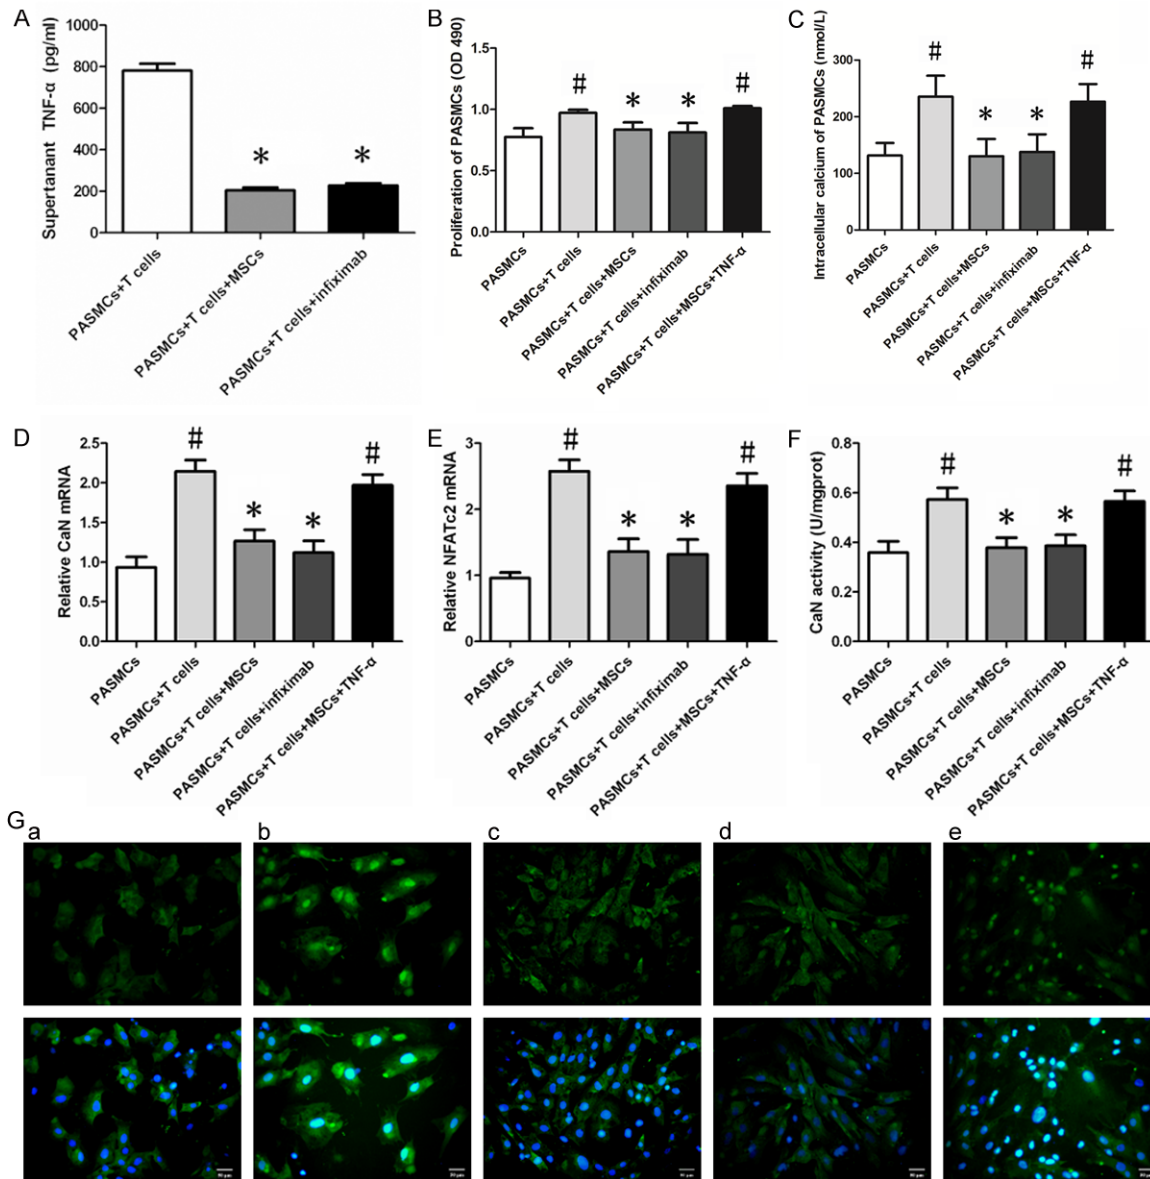 A
Supertanant TNF-α (pg/ml)
1000
800
600
400
200
0
*
*
PASMCs+T cells
PASMCs+T cells+MSCs
PASMCs+T cells+infiximab
B
Proliferation of PASMCs (OD 490)
1.5
1.0
0.5
0.0
#
*
*
#
PASMCs
PASMCs+T cells
PASMCs+T cells+MSCs
PASMCs+T cells+infiximab
PASMCs+T cells+MSCs+TNF-α
C
Intracellular calcium of PASMCs (nmol/L)
300
200
100
0
#
*
*
#
PASMCs
PASMCs+T cells
PASMCs+T cells+MSCs
PASMCs+T cells+infiximab
PASMCs+T cells+MSCs+TNF-α
D
Relative CaN mRNA
2.5
2.0
1.5
1.0
0.5
0.0
#
*
*
#
PASMCs
PASMCs+T cells
PASMCs+T cells+MSCs
PASMCs+T cells+infiximab
PASMCs+T cells+MSCs+TNF-α
E
Relative NFATc2 mRNA
3
2
1
0
#
*
*
#
PASMCs
PASMCs+T cells
PASMCs+T cells+MSCs
PASMCs+T cells+infiximab
PASMCs+T cells+MSCs+TNF-α
F
CaN activity (U/mgprot)
0.8
0.6
0.4
0.2
0.0
#
*
*
#
PASMCs
PASMCs+T cells
PASMCs+T cells+MSCs
PASMCs+T cells+infiximab
PASMCs+T cells+MSCs+TNF-α
G
a
b
c
d
e